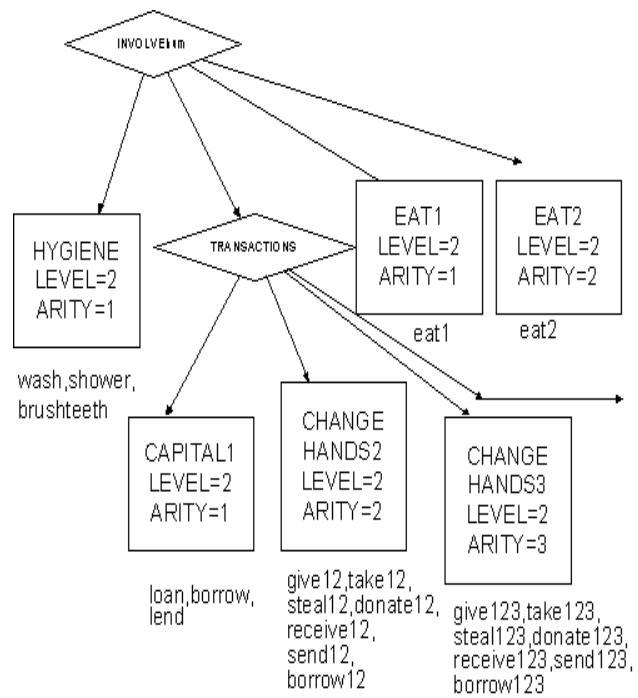 INVOLVE
TRANSACTIONS
HYGIENE
LEVEL=2
ARITY=1
wash,shower,
brushteeth
EAT1
LEVEL=2
ARITY=1
eat1
EAT2
LEVEL=2
ARITY=2
eat2
CAPITAL1
LEVEL=2
ARITY=1
loan,borrow,
lend
CHANGE
HANDS2
LEVEL=2
ARITY=2
give12,take12,
steal12,donate12,
receive12,
send12,
borrow12
CHANGE
HANDS3
LEVEL=2
ARITY=3
give123,take123,
steal123,donate123,
receive123,send123,
borrow123